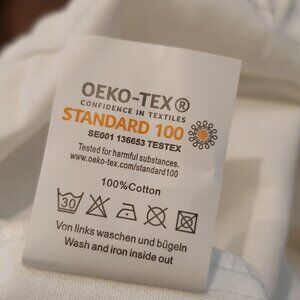 OEKO-TEX®
CONFIDENCE IN TEXTILES
STANDARD 100
SE001 136653 TESTEX
Tested for harmful substances.
www.oeko-tex.com/standard100
100%Cotton
30
Von links waschen und bügeln
Wash and iron inside out